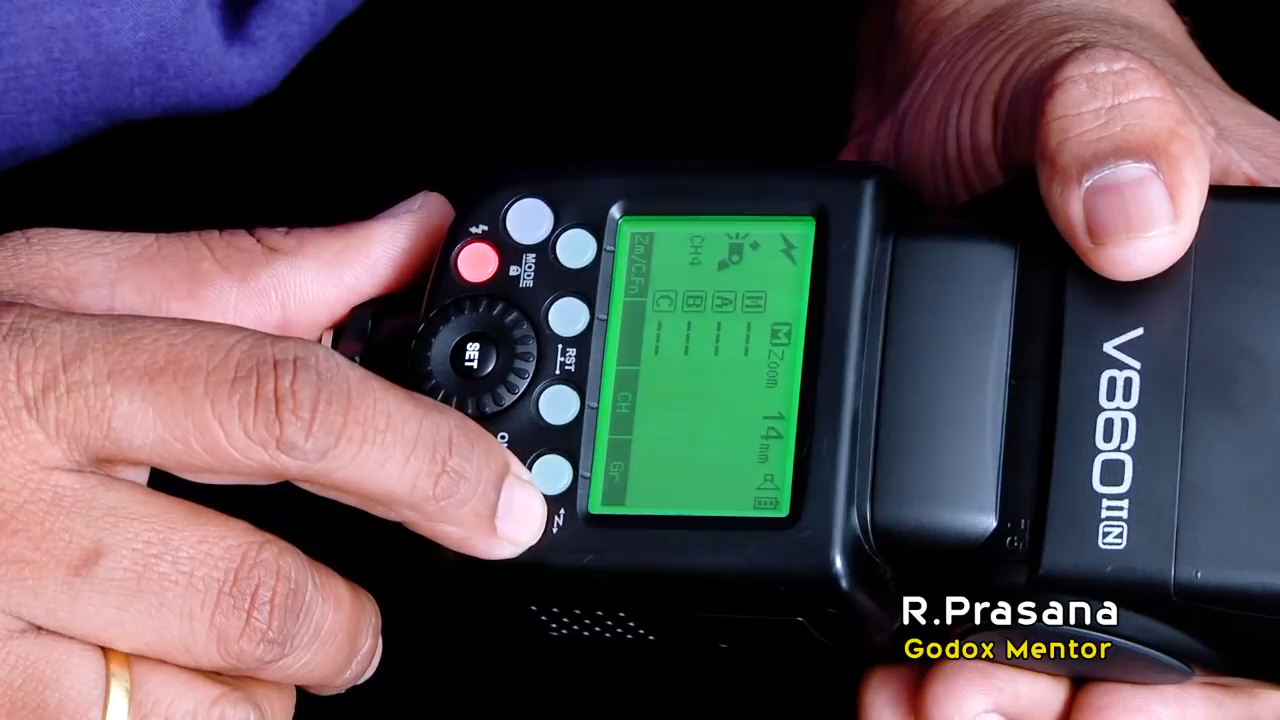 MODE
SET
RST
CH4
M Zoom 14mm
M ---
A ---
B ---
C ---
Zm/C.Fn
CH
Gr
V860IIN
R.Prasana
Godox Mentor